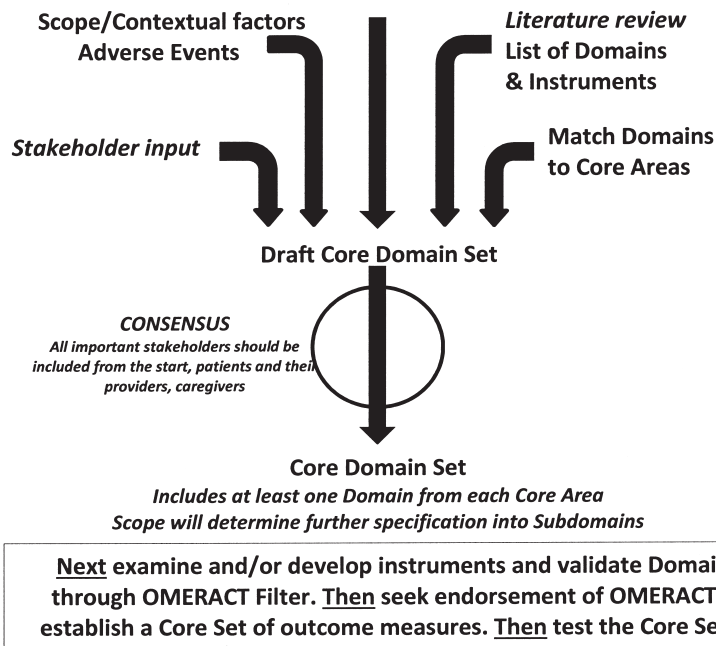 Scope/Contextual factors
Adverse Events
Literature review
List of Domains
& Instruments
Stakeholder input
Match Domains
to Core Areas
Draft Core Domain Set
CONSENSUS
All important stakeholders should be
included from the start, patients and their
providers, caregivers
Core Domain Set
Includes at least one Domain from each Core Area
Scope will determine further specification into Subdomains
Next examine and/or develop instruments and validate Domai
through OMERACT Filter. Then seek endorsement of OMERACT
establish a Core Set of outcome measures. Then test the Core Se